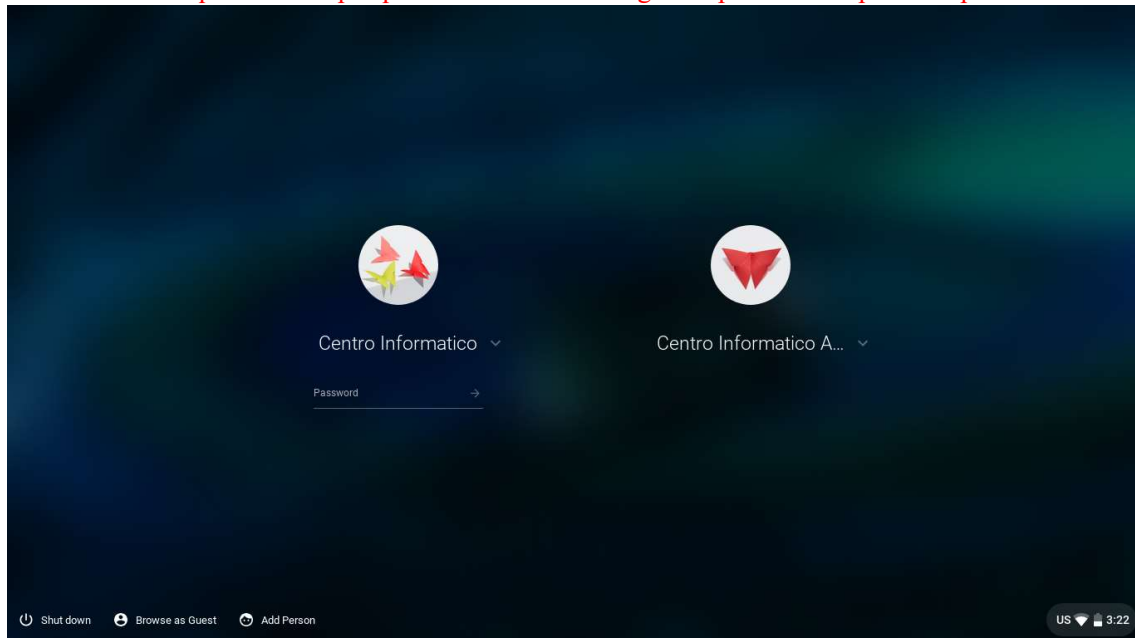 Centro Informatico
Centro Informatico A...
Password
Shut down
Browse as Guest
Add Person
US
3:22